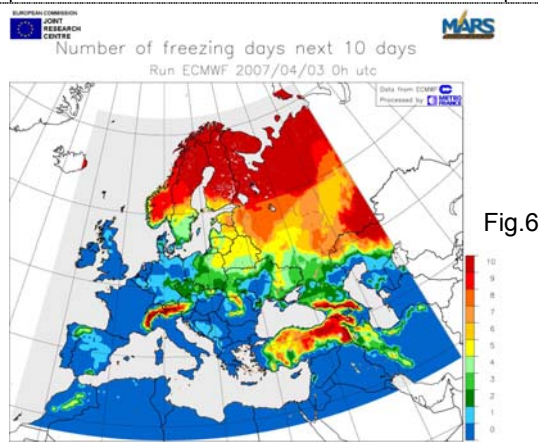 EUROPEAN COMMISSION
JOINT
RESEARCH
CENTRE
MARS
Number of freezing days next 10 days
Run ECMWF 2007/04/03 0h utc
Data from ECMWF
Processed by METEO
FRANCE
Fig.6
10
9
8
7
6
5
4
3
2
1
0